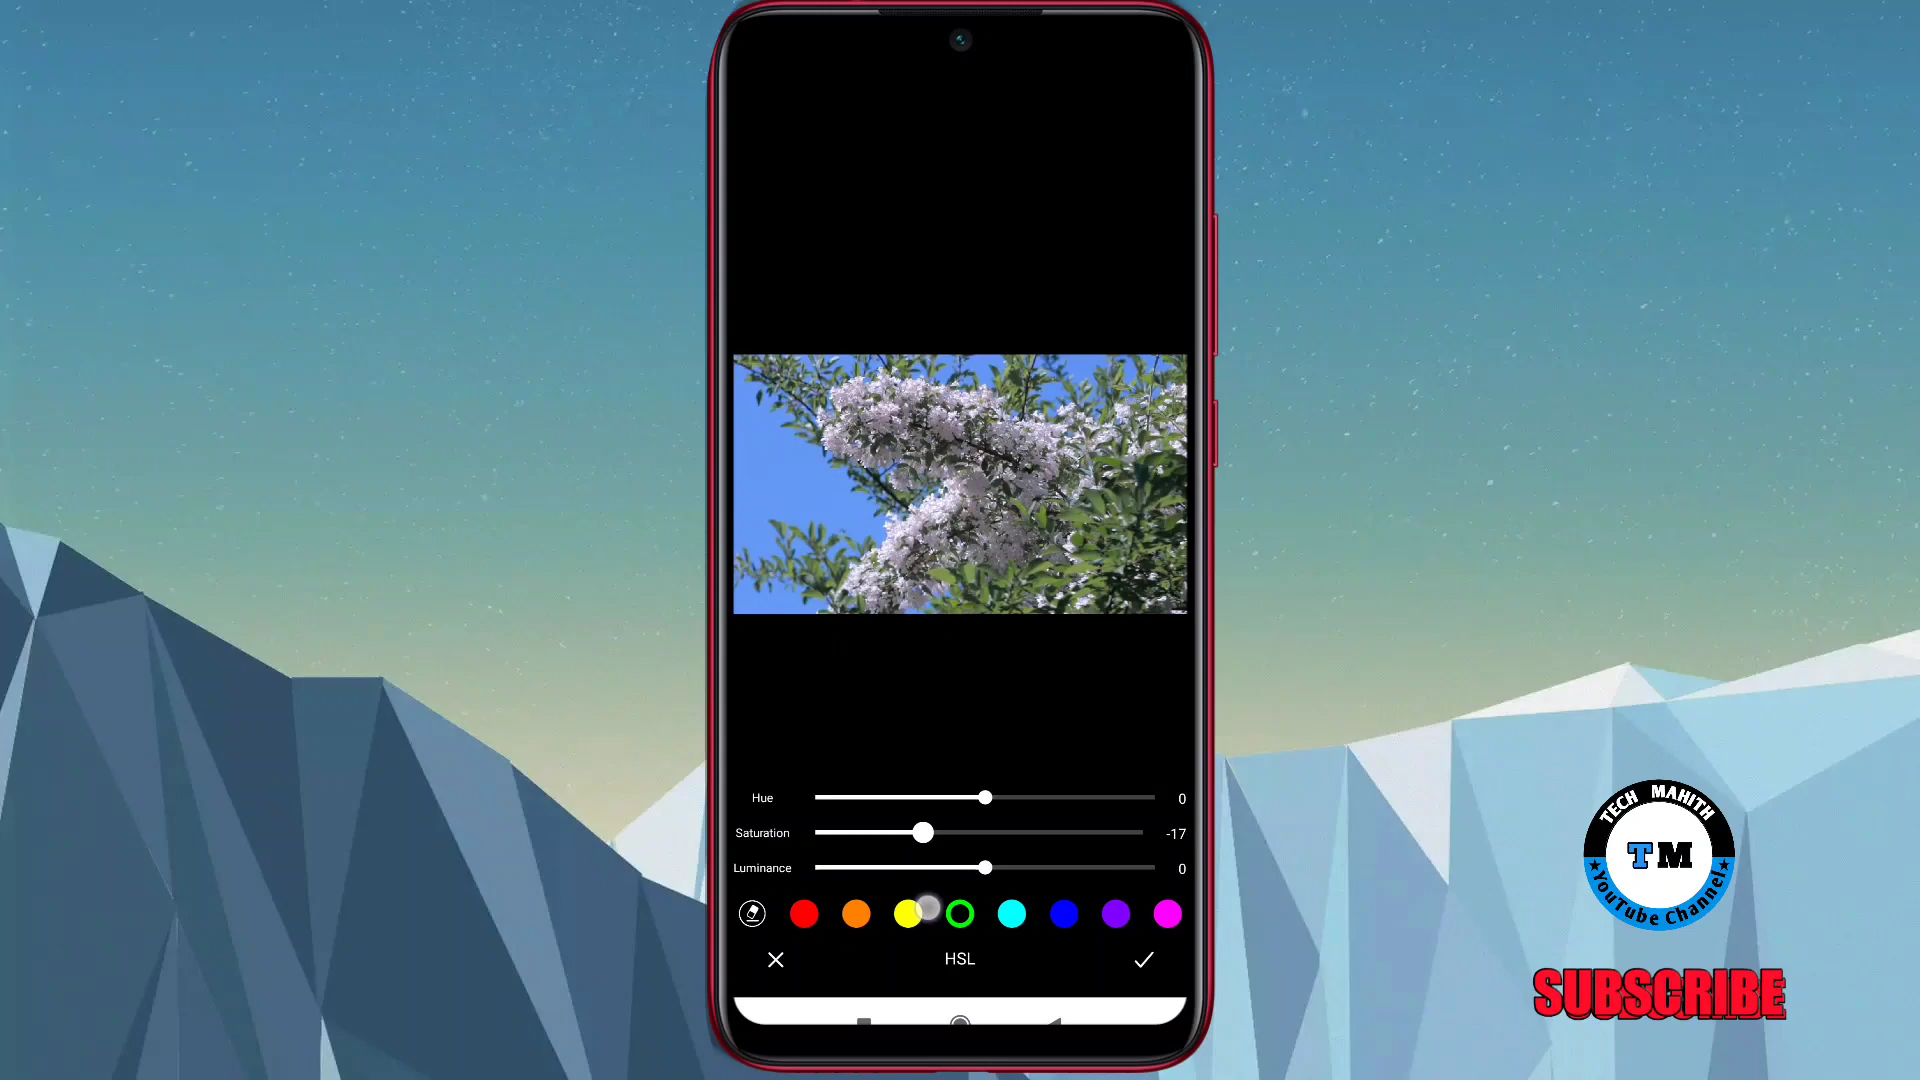 Hue 0
Saturation -17
Luminance 0
HSL
TECH MAHITH
TM
YouTube Channel
SUBSCRIBE